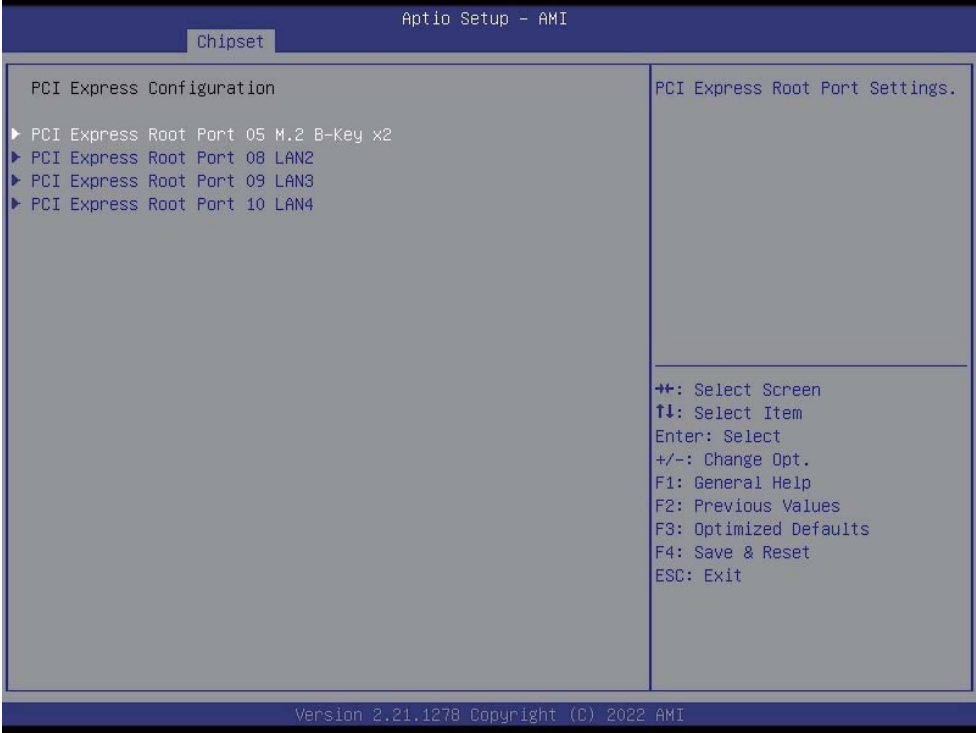 Aptio Setup – AMI
Chipset
PCI Express Configuration
▶ PCI Express Root Port 05 M.2 B-Key x2
▶ PCI Express Root Port 08 LAN2
▶ PCI Express Root Port 09 LAN3
▶ PCI Express Root Port 10 LAN4
PCI Express Root Port Settings.
→←: Select Screen
↑↓: Select Item
Enter: Select
+/-: Change Opt.
F1: General Help
F2: Previous Values
F3: Optimized Defaults
F4: Save & Reset
ESC: Exit
Version 2.21.1278 Copyright (C) 2022 AMI